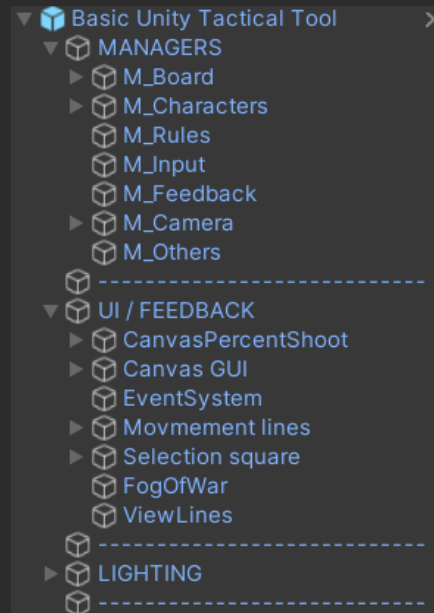 Basic Unity Tactical Tool
MANAGERS
M_Board
M_Characters
M_Rules
M_Input
M_Feedback
M_Camera
M_Others
----------------------------
UI / FEEDBACK
CanvasPercentShoot
Canvas GUI
EventSystem
Movmement lines
Selection square
FogOfWar
ViewLines
----------------------------
LIGHTING
----------------------------